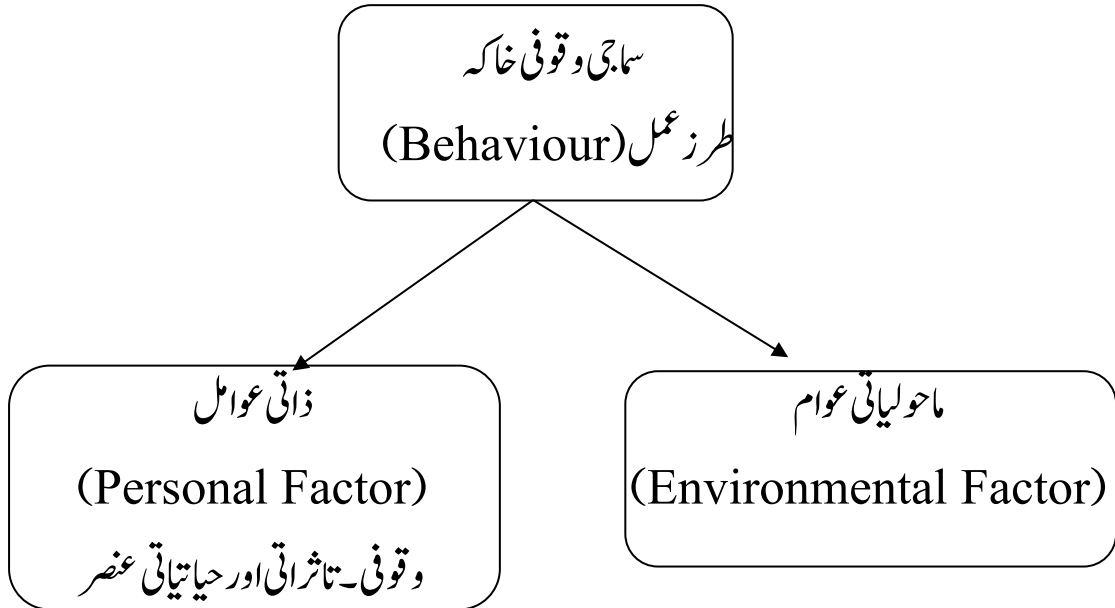 سماجی وقوفی خاکہ
طرز عمل (Behaviour)
ماحولیاتی عوام
(Environmental Factor)
ذاتی عوامل
(Personal Factor)
وقوفی۔تاثراتی اور حیاتیاتی عنصر